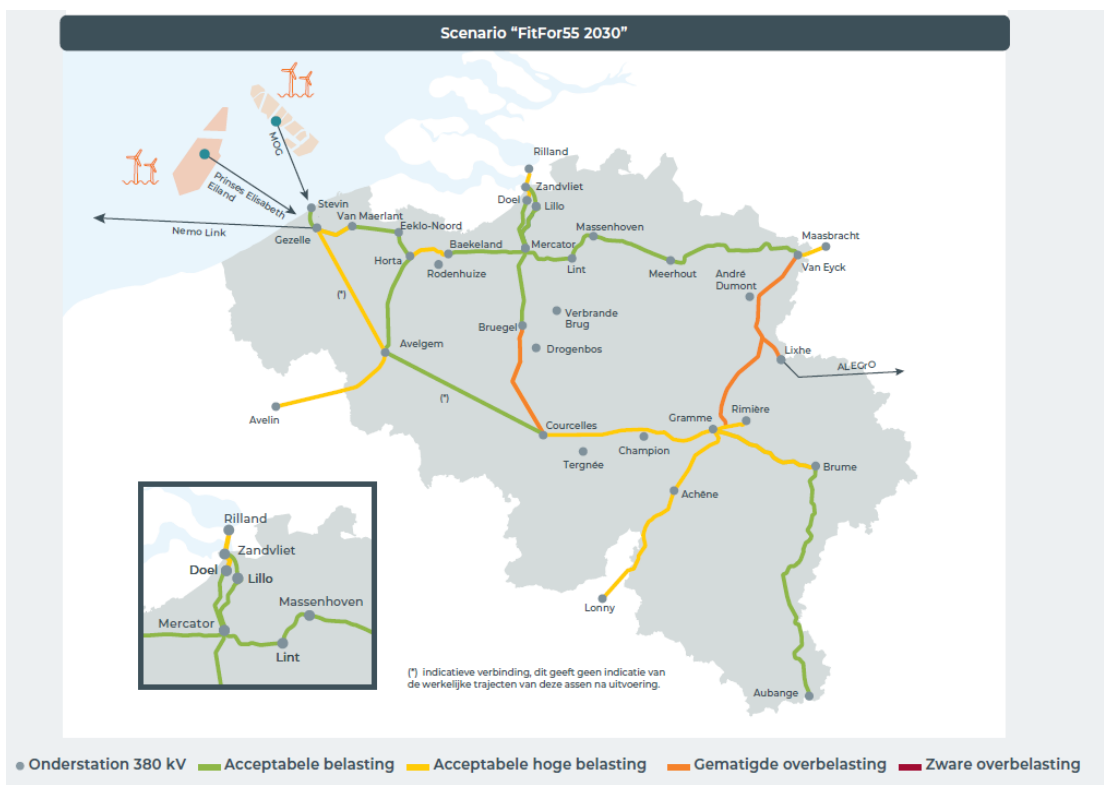 Scenario “FitFor55 2030”
MOG
Prinses Elisabeth
Eiland
Nemo Link
Stevin
Gezelle
Van Maerlant
Eeklo-Noord
Horta
Rodenhuize
Baekeland
Rilland
Zandvliet
Doel
Lillo
Mercator
Massenhoven
Lint
Meerhout
Maasbracht
Van Eyck
André
Dumont
(*)
Verbrande
Brug
Bruegel
Drogenbos
Avelgem
Lixhe
ALEGrO
Avelin
(*)
Courcelles
Gramme
Rimière
Champion
Tergnée
Brume
Achêne
Lonny
Aubange
Rilland
Zandvliet
Doel
Lillo
Massenhoven
Mercator
Lint
(*) indicatieve verbinding, dit geeft geen indicatie van
de werkelijke trajecten van deze assen na uitvoering.
Onderstation 380 kV
Acceptabele belasting
Acceptabele hoge belasting
Gematigde overbelasting
Zware overbelasting